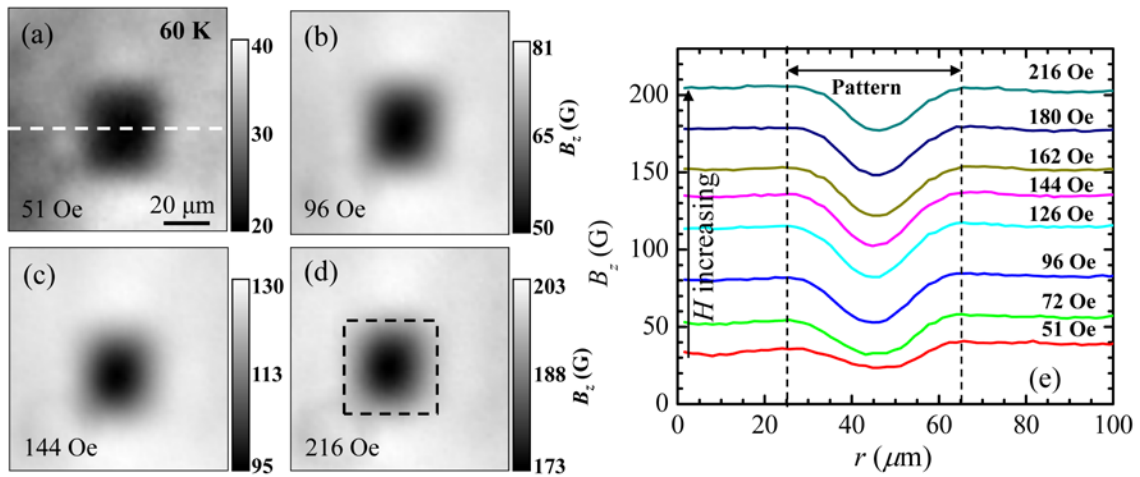 (a)
60 K
51 Oe
20 μm
40
30
20
(b)
96 Oe
81
65
50
B_z (G)
(c)
144 Oe
130
113
95
(d)
216 Oe
203
188
173
B_z (G)
B_z (G)
200
150
100
50
0
H increasing
Pattern
216 Oe
180 Oe
162 Oe
144 Oe
126 Oe
96 Oe
72 Oe
51 Oe
(e)
0 20 40 60 80 100
r (μm)